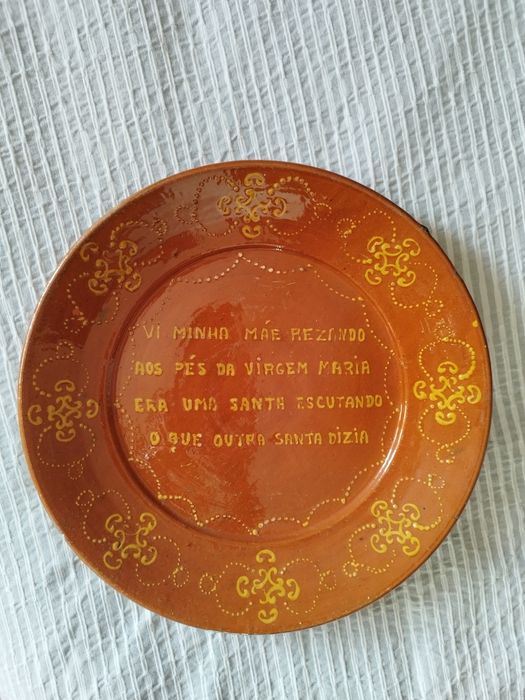 VI MINHA MÃE REZANDO
AOS PÉS DA VIRGEM MARIA
ERA UMA SANTA ESCUTANDO
O QUE OUTRA SANTA DIZIA